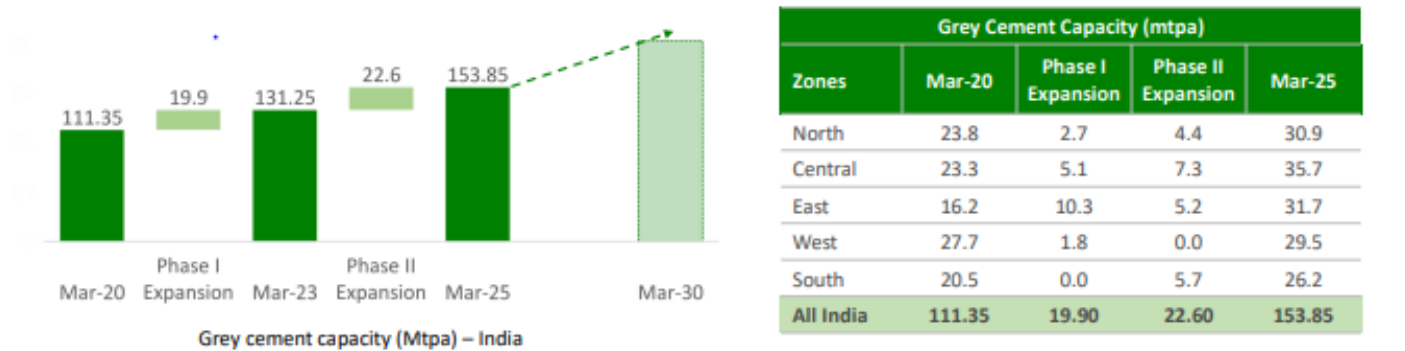 22.6 153.85
19.9 131.25
111.35
Phase I Phase II
Mar-20 Expansion Mar-23 Expansion Mar-25 Mar-30
Grey cement capacity (Mtpa) – India
Grey Cement Capacity (mtpa)
Zones Mar-20 Phase I Expansion Phase II Expansion Mar-25
North 23.8 2.7 4.4 30.9
Central 23.3 5.1 7.3 35.7
East 16.2 10.3 5.2 31.7
West 27.7 1.8 0.0 29.5
South 20.5 0.0 5.7 26.2
All India 111.35 19.90 22.60 153.85